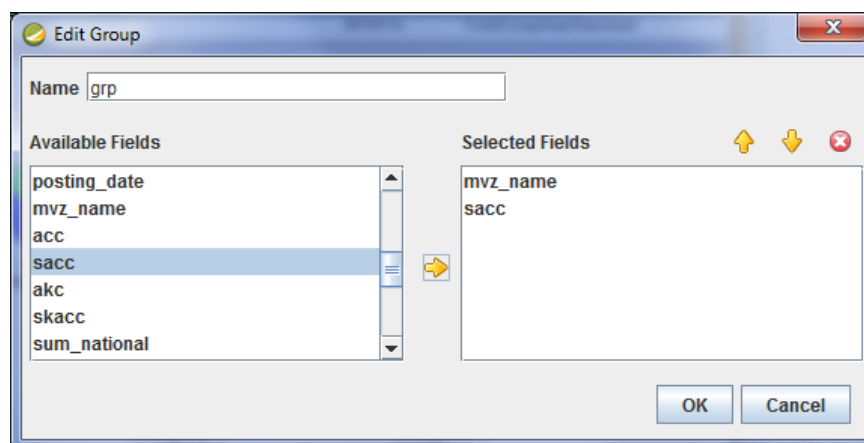 Edit Group
Name grp
Available Fields
Selected Fields
posting_date
mvz_name
acc
sacc
akc
skacc
sum_national
mvz_name
sacc
OK
Cancel